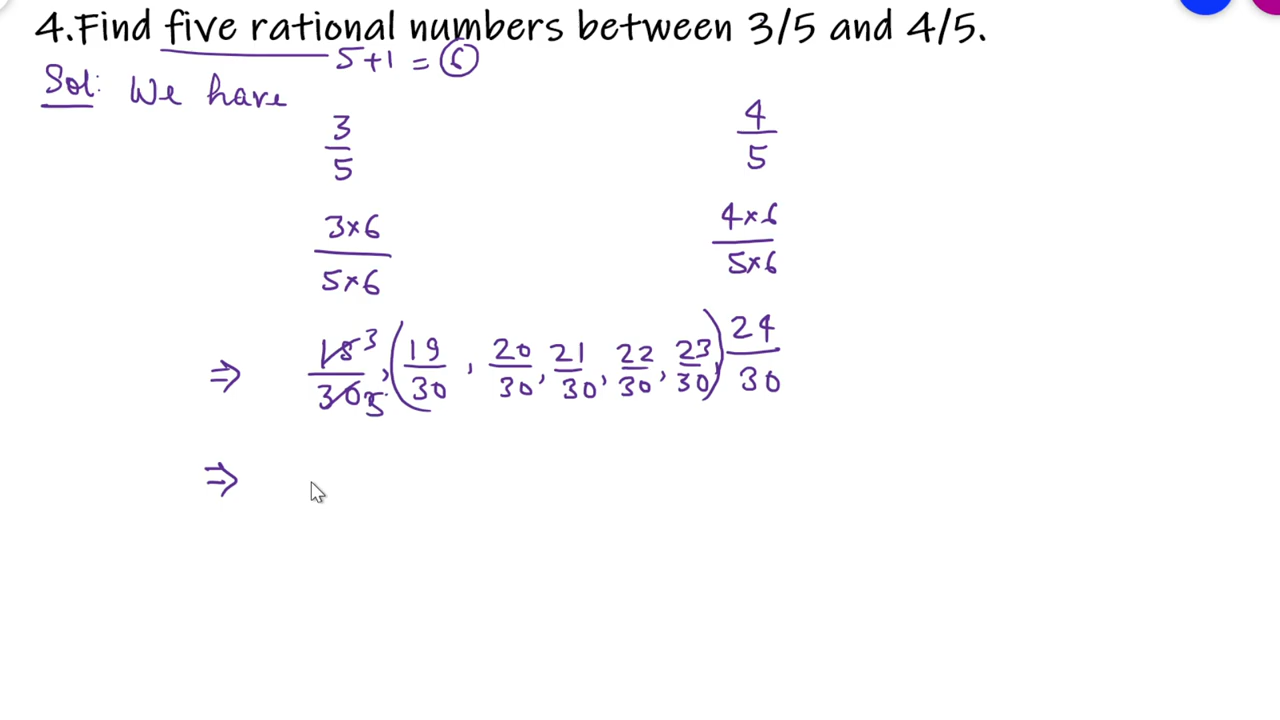 4.Find five rational numbers between 3/5 and 4/5.
5+1 = 6
Sol: We have
3/5 4/5
3×6/5×6 4×6/5×6
⇒ 18/30 3/5, (19/30, 20/30, 21/30, 22/30, 23/30), 24/30
⇒